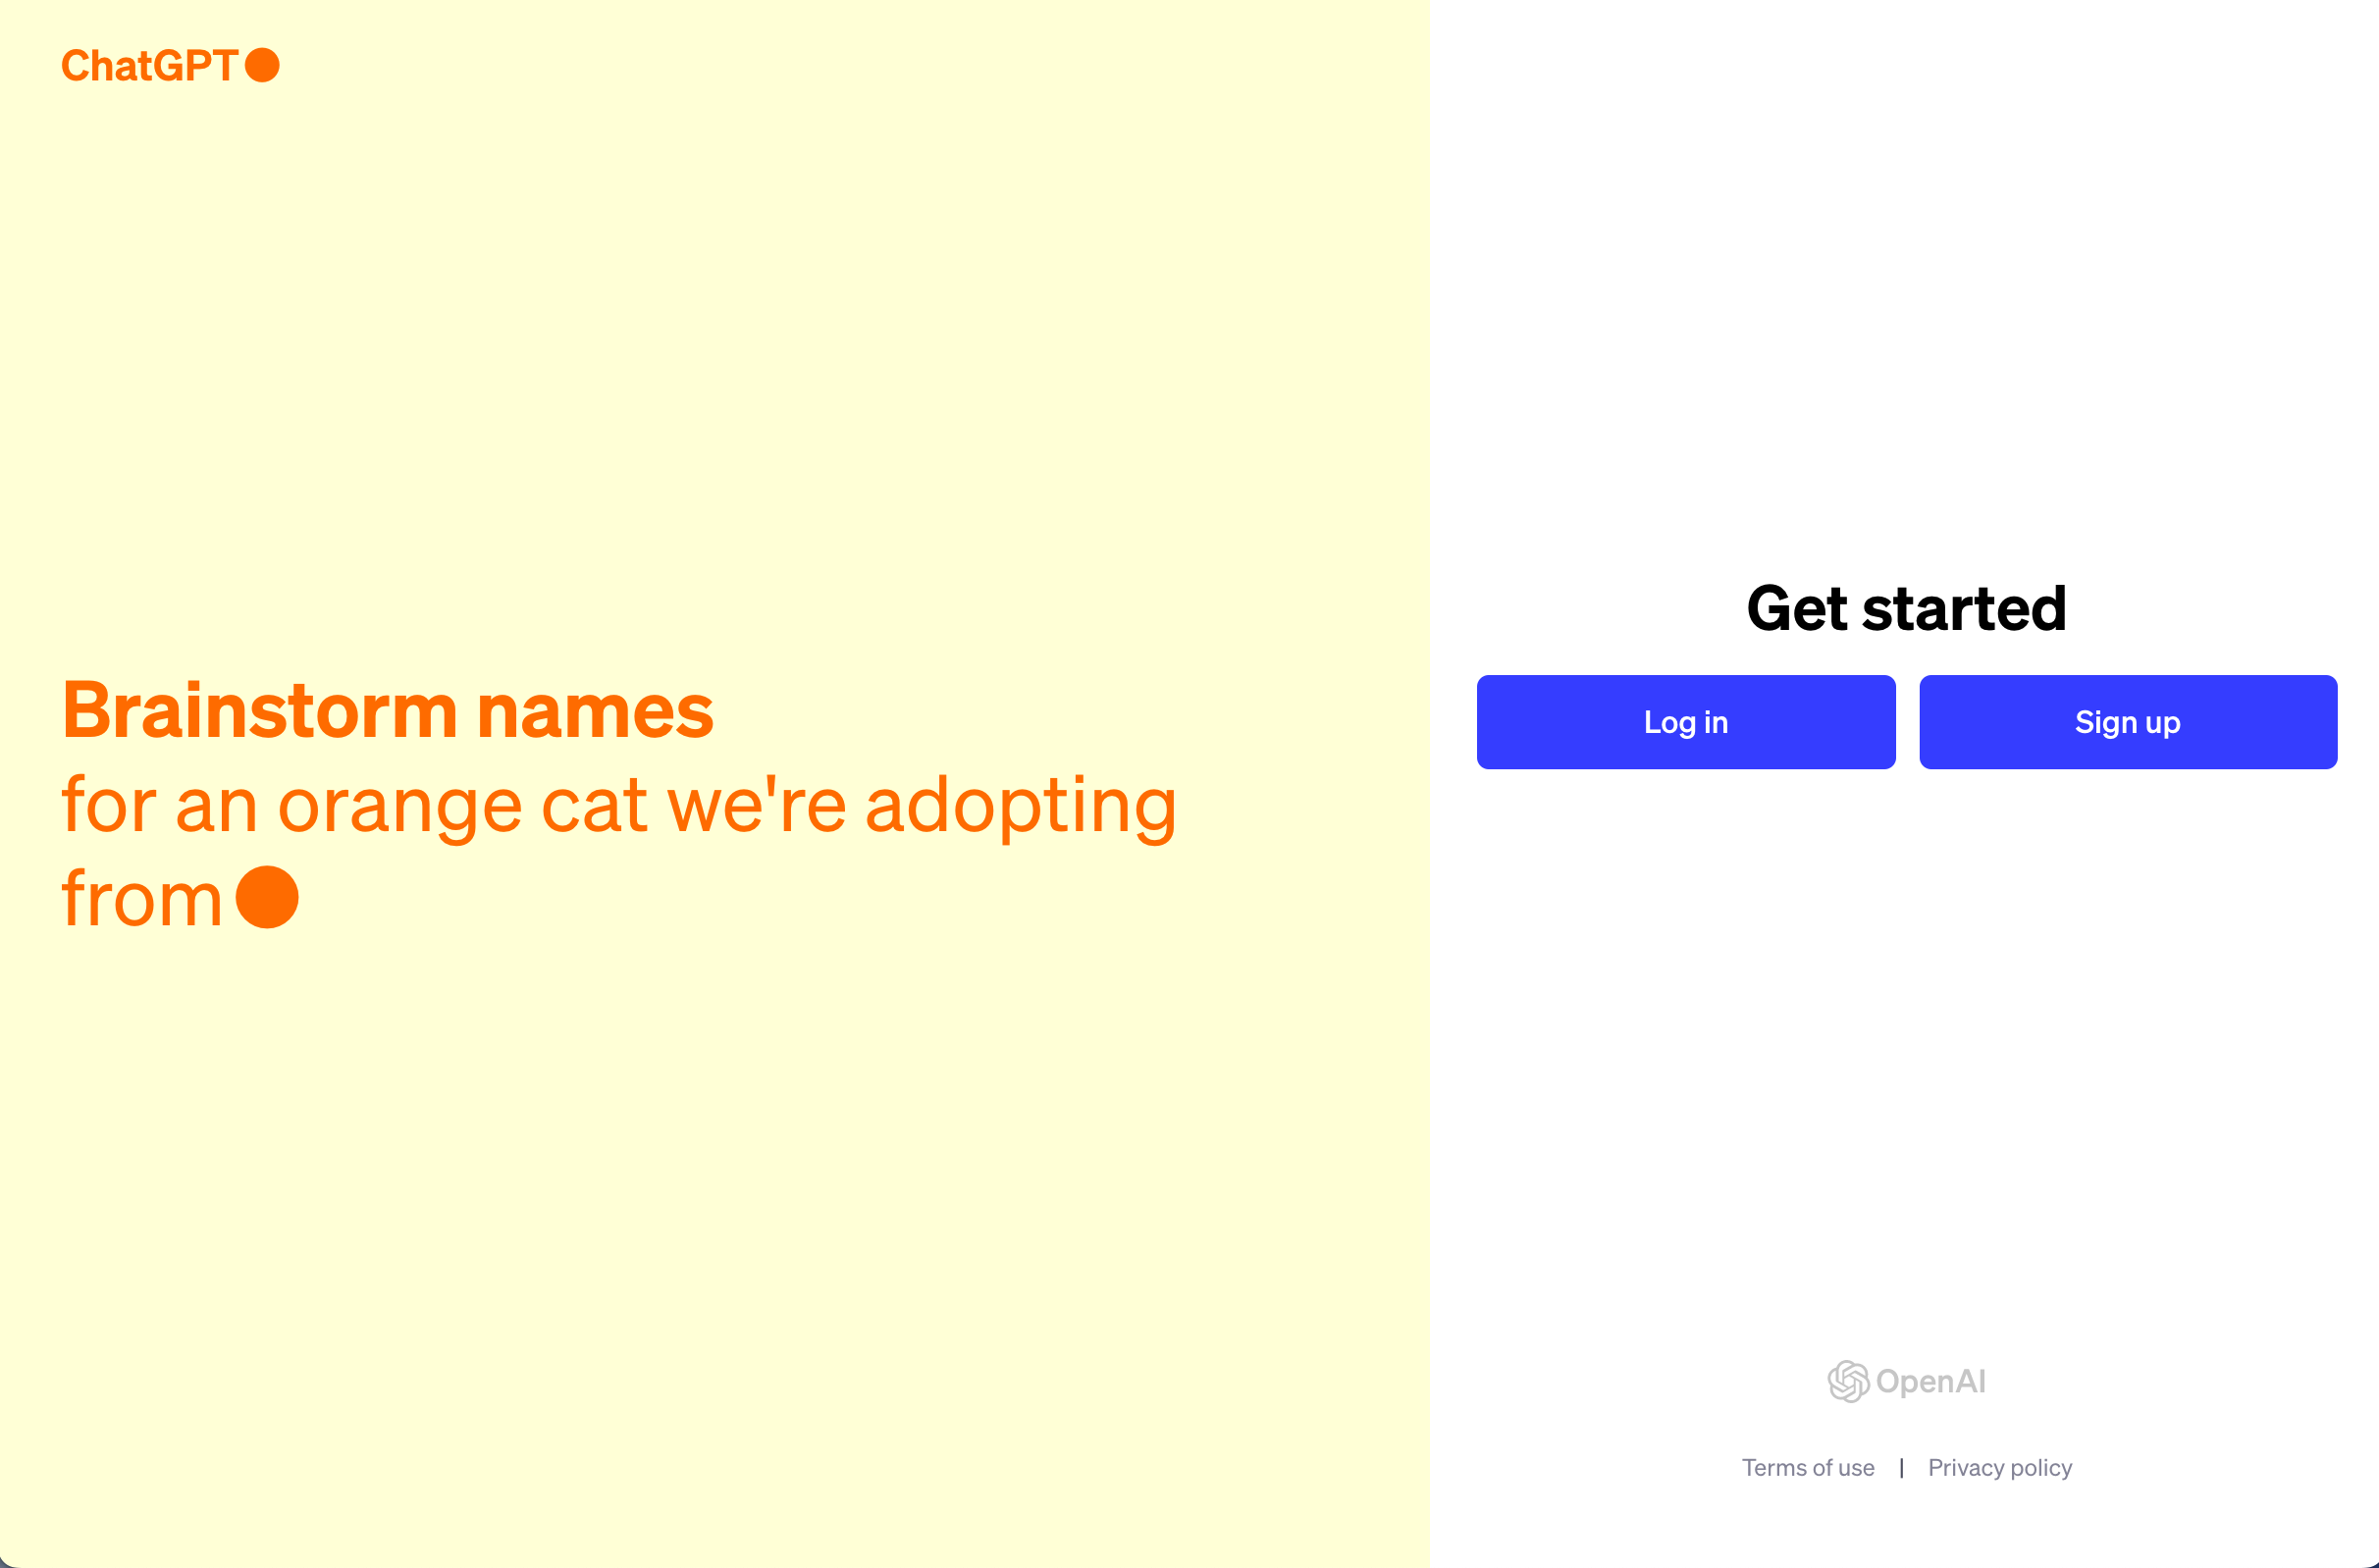 ChatGPT
Brainstorm names
for an orange cat we're adopting
from
Get started
Log in
Sign up
OpenAI
Terms of use | Privacy policy